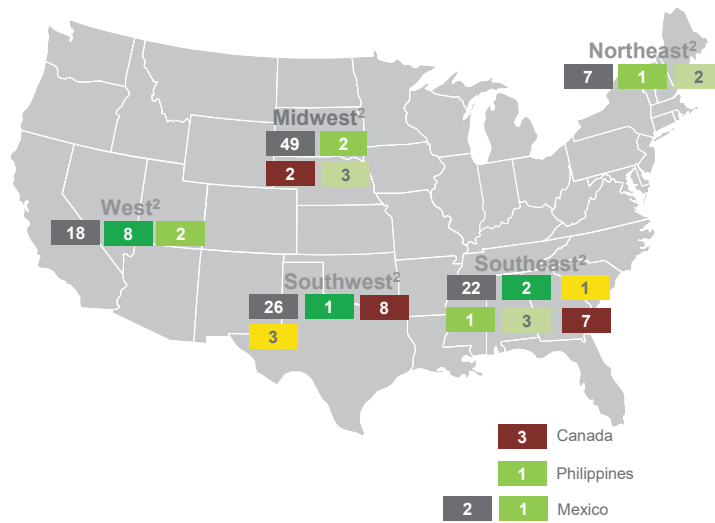 Northeast²
7 1 2
Midwest²
49 2
2 3
West²
18 8 2
Southwest²
26 1 8
3
Southeast²
22 2 1
1 3 7
3 Canada
1 Philippines
2 1 Mexico